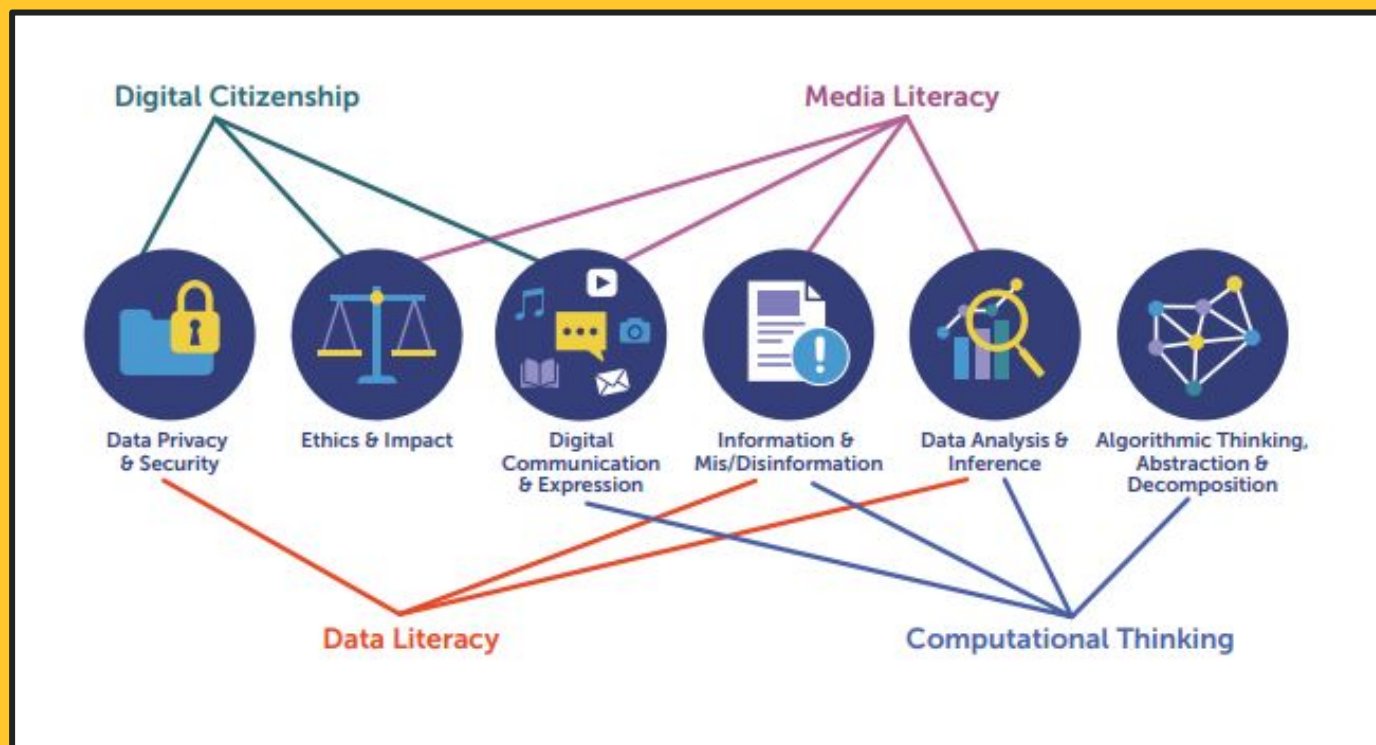 Digital Citizenship
Media Literacy
Data Privacy
& Security
Ethics & Impact
Digital
Communication
& Expression
Information &
Mis/Disinformation
Data Analysis &
Inference
Algorithmic Thinking,
Abstraction &
Decomposition
Data Literacy
Computational Thinking